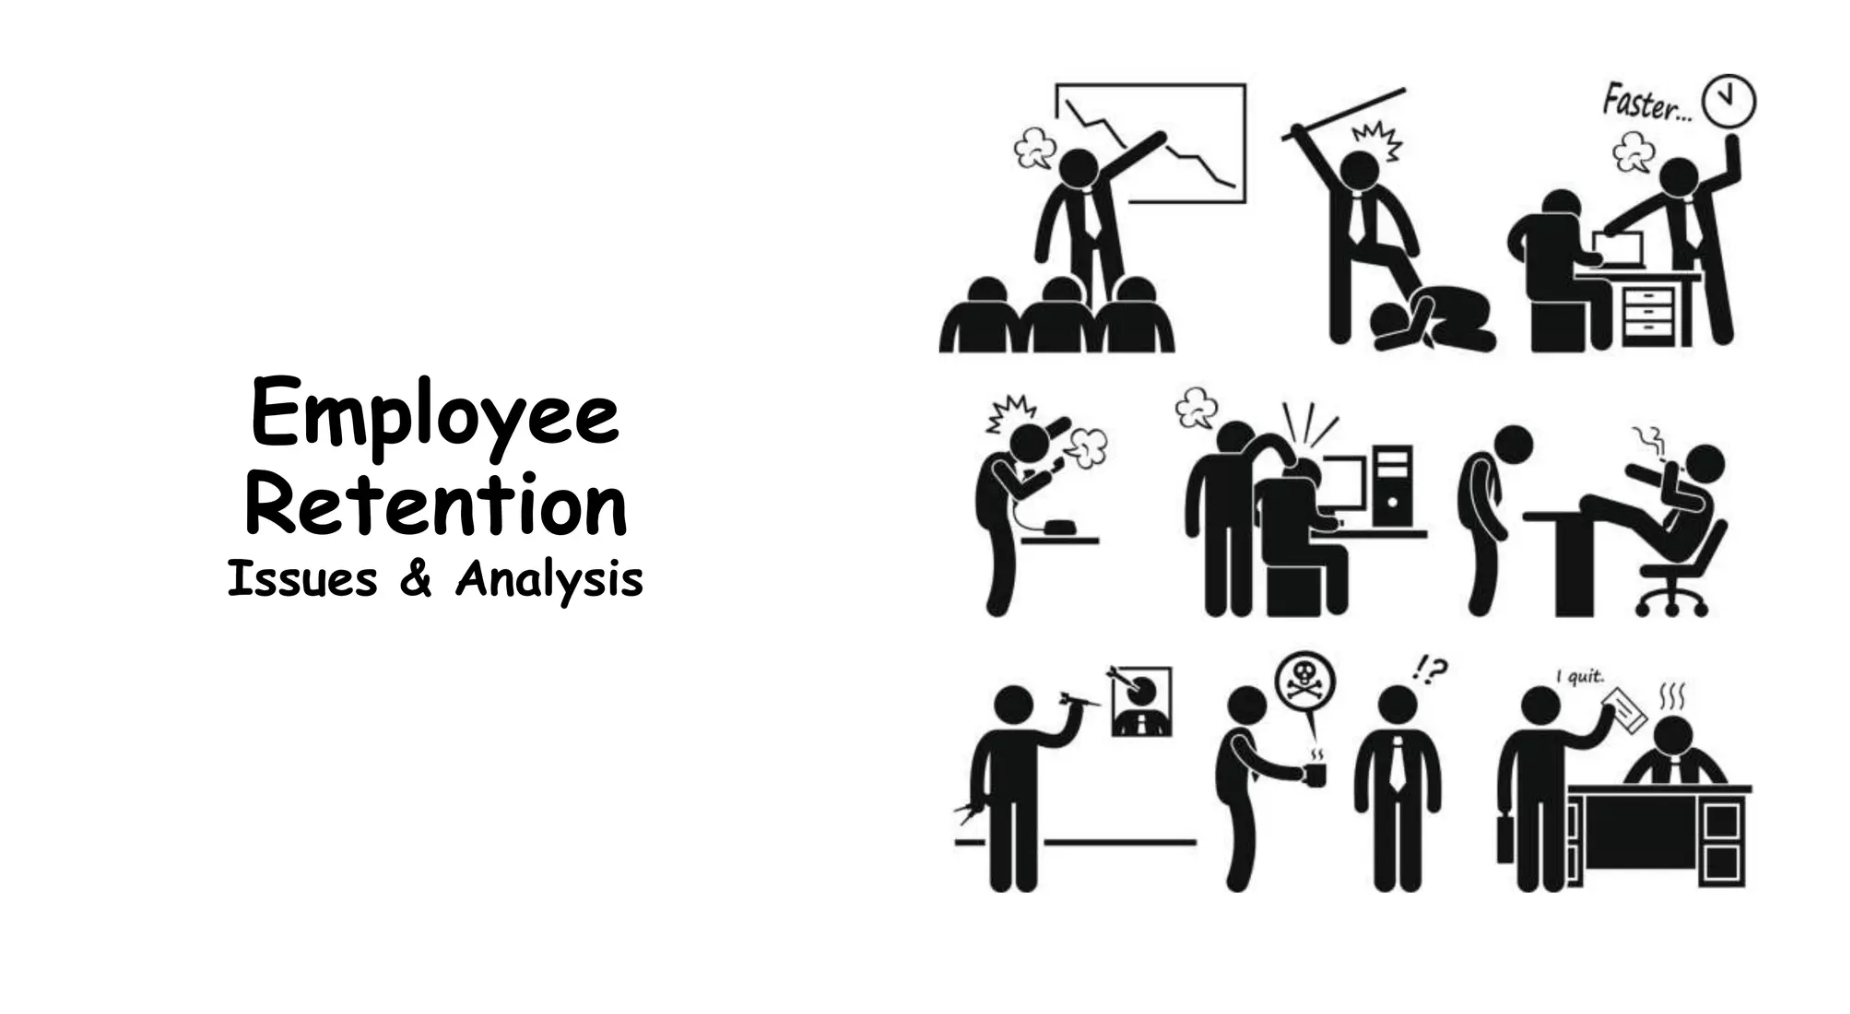 Employee
Retention
Issues & Analysis
Faster...
!?
I quit.